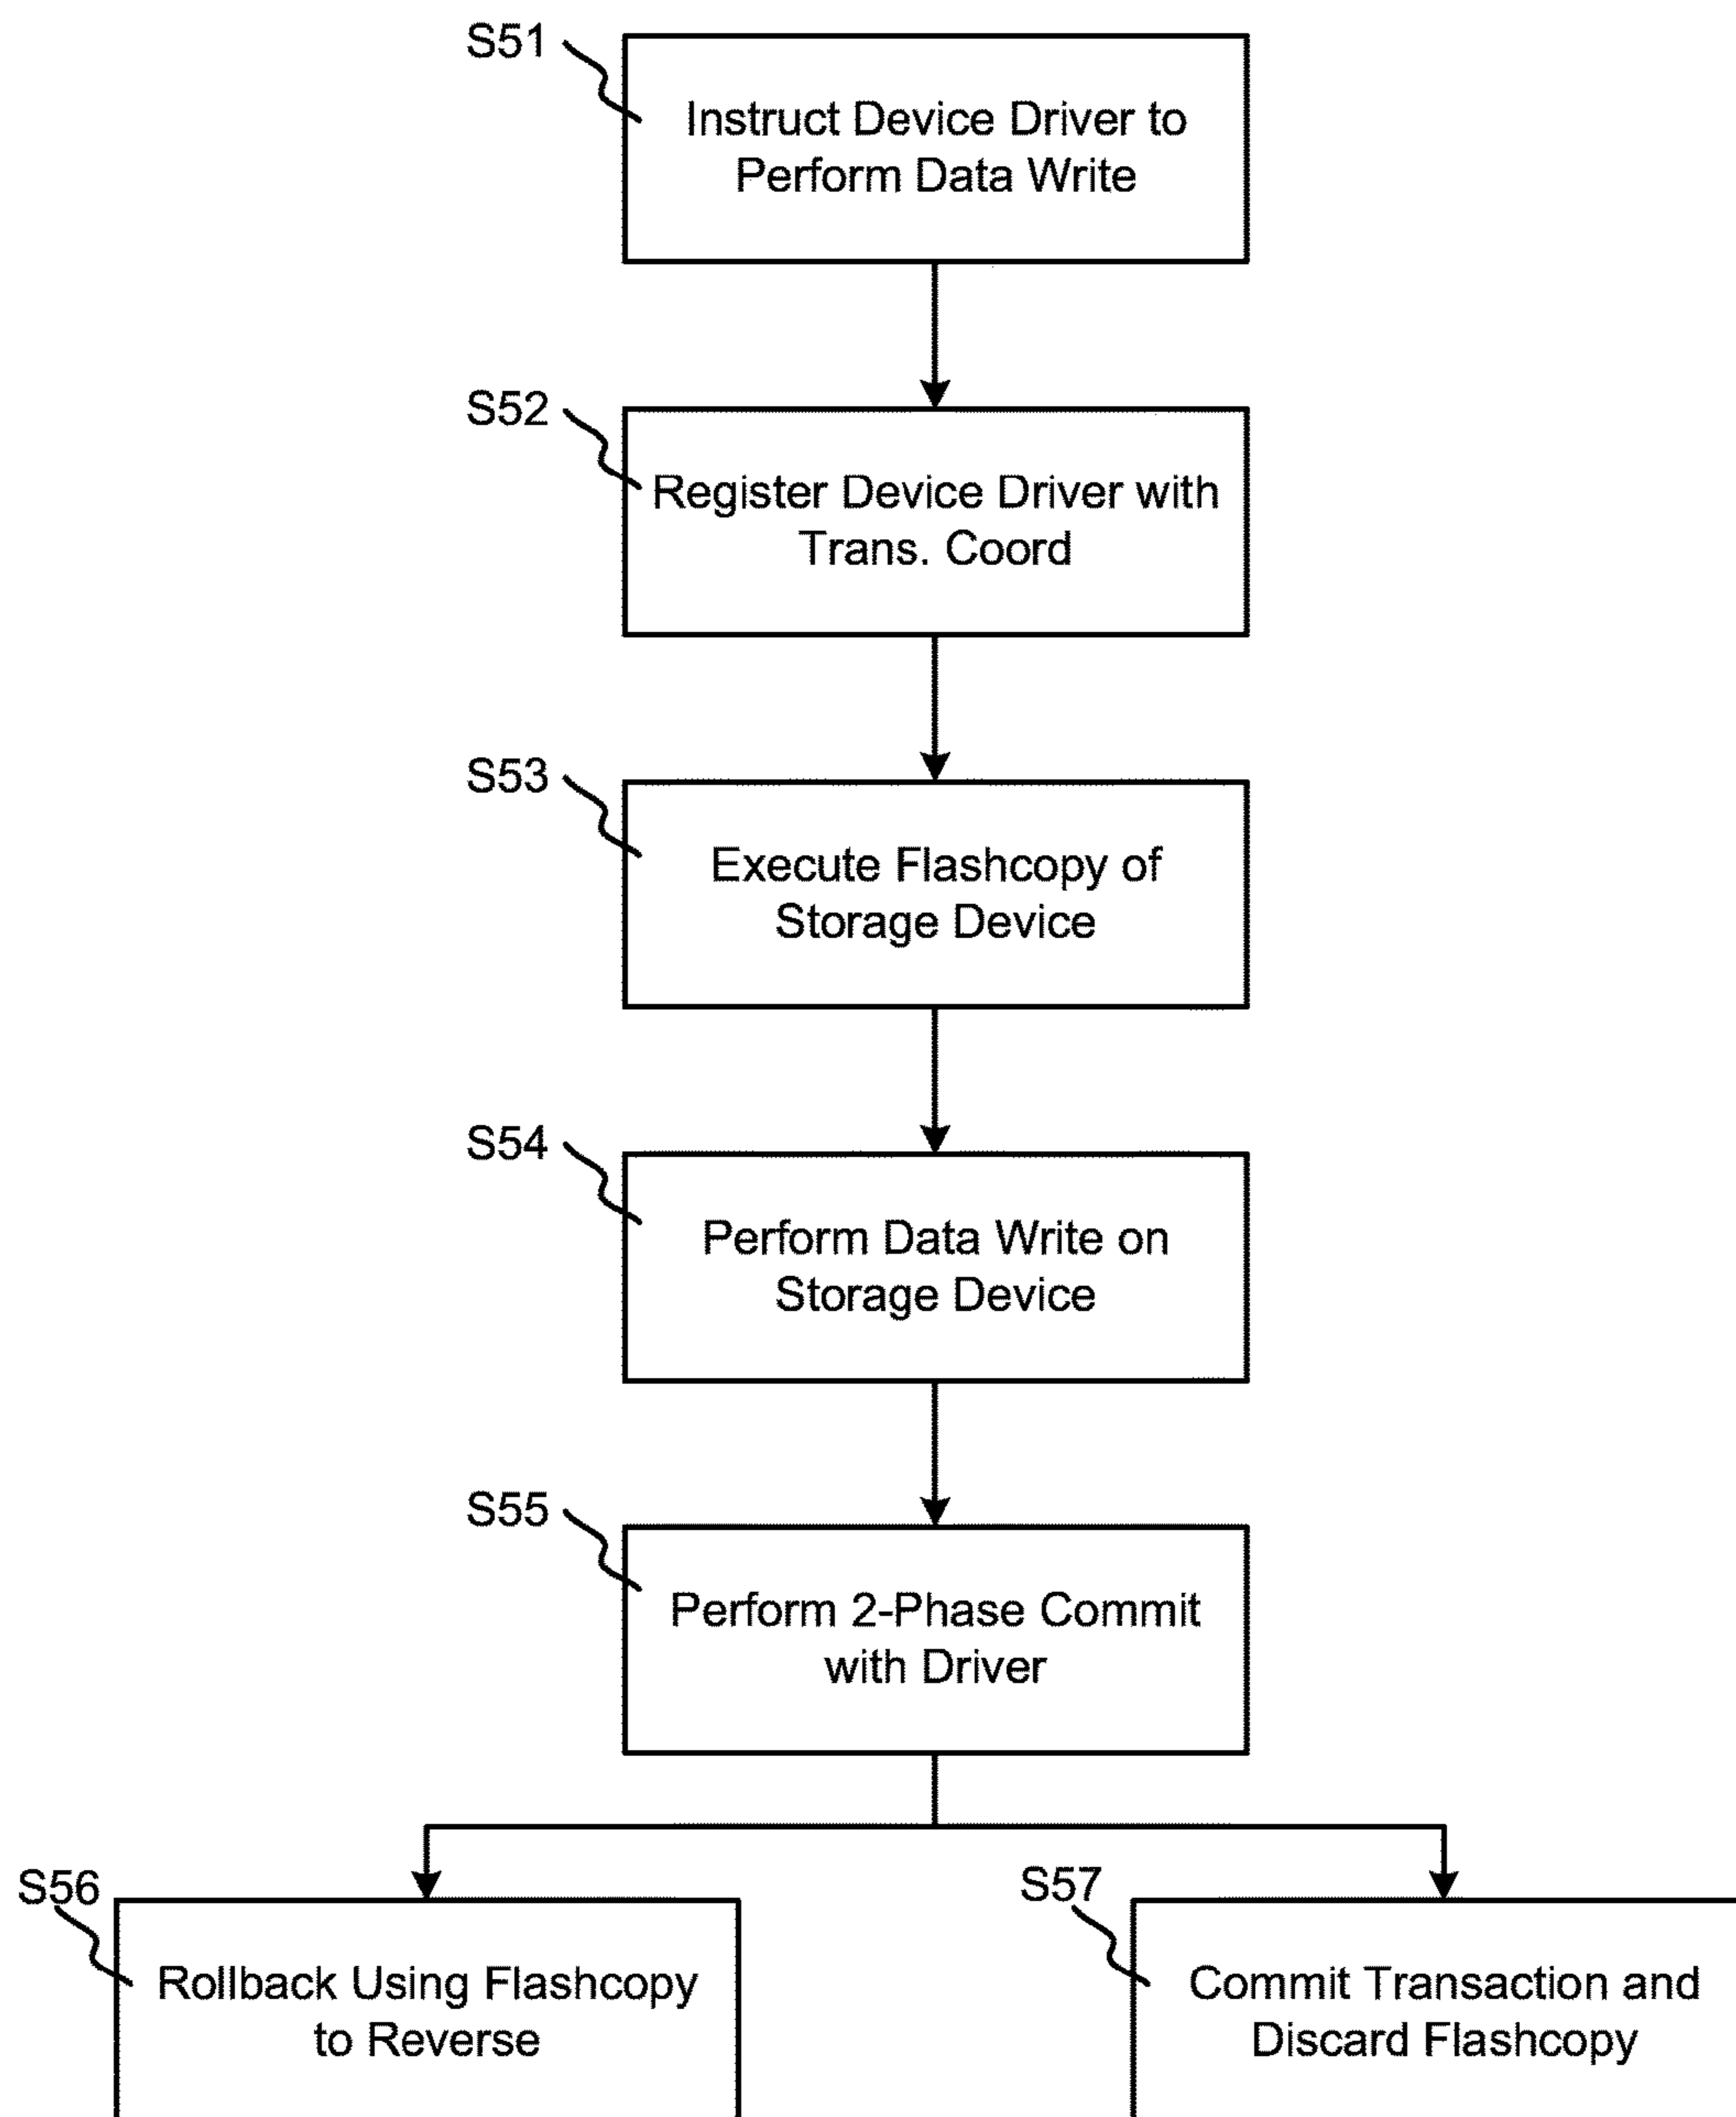 S51
Instruct Device Driver to
Perform Data Write
S52
Register Device Driver with
Trans. Coord
S53
Execute Flashcopy of
Storage Device
S54
Perform Data Write on
Storage Device
S55
Perform 2-Phase Commit
with Driver
S56
Rollback Using Flashcopy
to Reverse
S57
Commit Transaction and
Discard Flashcopy